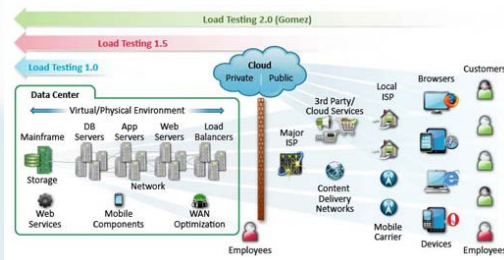 Load Testing 2.0 (Gomez)
Load Testing 1.5
Load Testing 1.0
Cloud
Private
Public
Customers
Browsers
Local
ISP
3rd Party/
Cloud Services
Major
ISP
Data Center
Virtual/Physical Environment
Mainframe
DB
Servers
App
Servers
Web
Servers
Load
Balancers
Storage
Network
Web
Services
Mobile
Components
WAN
Optimization
Content
Delivery
Networks
Mobile
Carrier
Devices
Employees
Employees